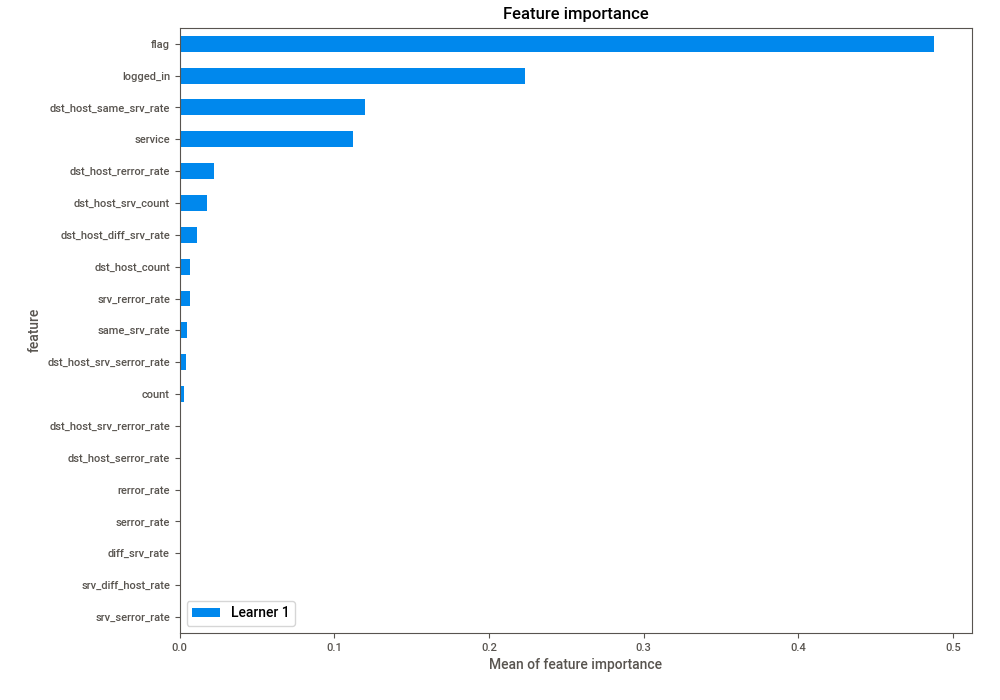 Feature importance
flag
logged_in
dst_host_same_srv_rate
service
dst_host_rerror_rate
dst_host_srv_count
dst_host_diff_srv_rate
dst_host_count
srv_rerror_rate
same_srv_rate
dst_host_srv_serror_rate
count
dst_host_srv_rerror_rate
dst_host_serror_rate
rerror_rate
serror_rate
diff_srv_rate
srv_diff_host_rate
srv_serror_rate
feature
Learner 1
0.0 0.1 0.2 0.3 0.4 0.5
Mean of feature importance